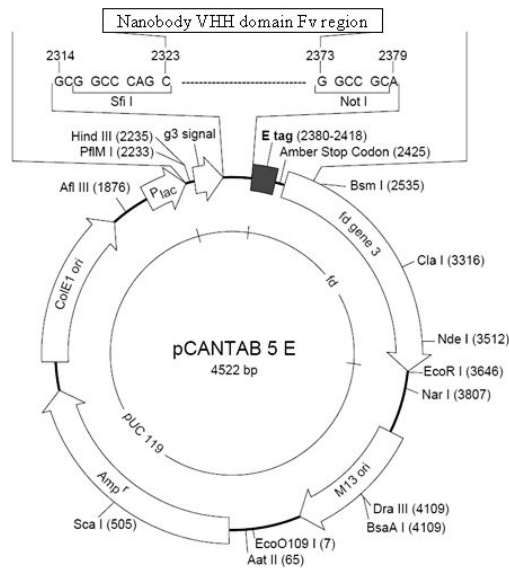 Nanobody VHH domain Fv region
2314 2323 2373 2379
GCG GCC CAG C G GCC GCA
Sfi I Not I
Hind III (2235)
PflM I (2233)
g3 signal
E tag (2380-2418)
Amber Stop Codon (2425)
Afl III (1876)
Plac
Bsm I (2535)
fd gene 3
Cla I (3316)
ColE1 ori
fd
Nde I (3512)
pCANTAB 5 E
4522 bp
EcoR I (3646)
Nar I (3807)
pUC 119
Ampr
M13 ori
Dra III (4109)
BsaA I (4109)
Sca I (505)
EcoO109 I (7)
Aat II (65)